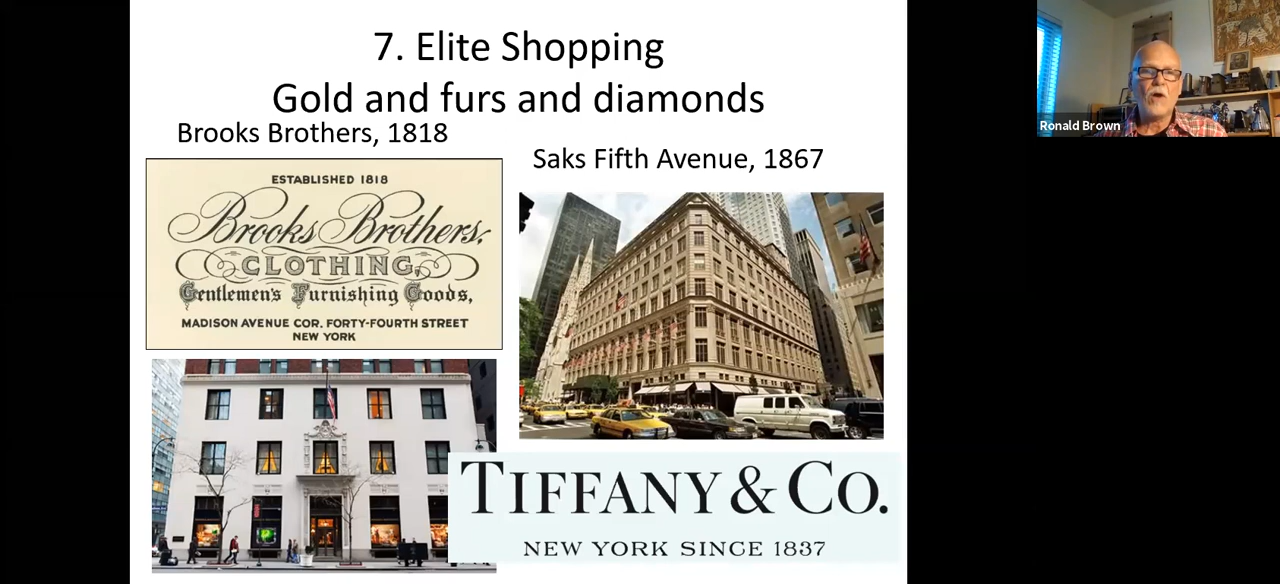 7. Elite Shopping
Gold and furs and diamonds
Brooks Brothers, 1818
ESTABLISHED 1818
Brooks Brothers,
CLOTHING,
Gentlemen's Furnishing Goods,
MADISON AVENUE COR. FORTY-FOURTH STREET
NEW YORK
Saks Fifth Avenue, 1867
TIFFANY & CO.
NEW YORK SINCE 1837
Ronald Brown